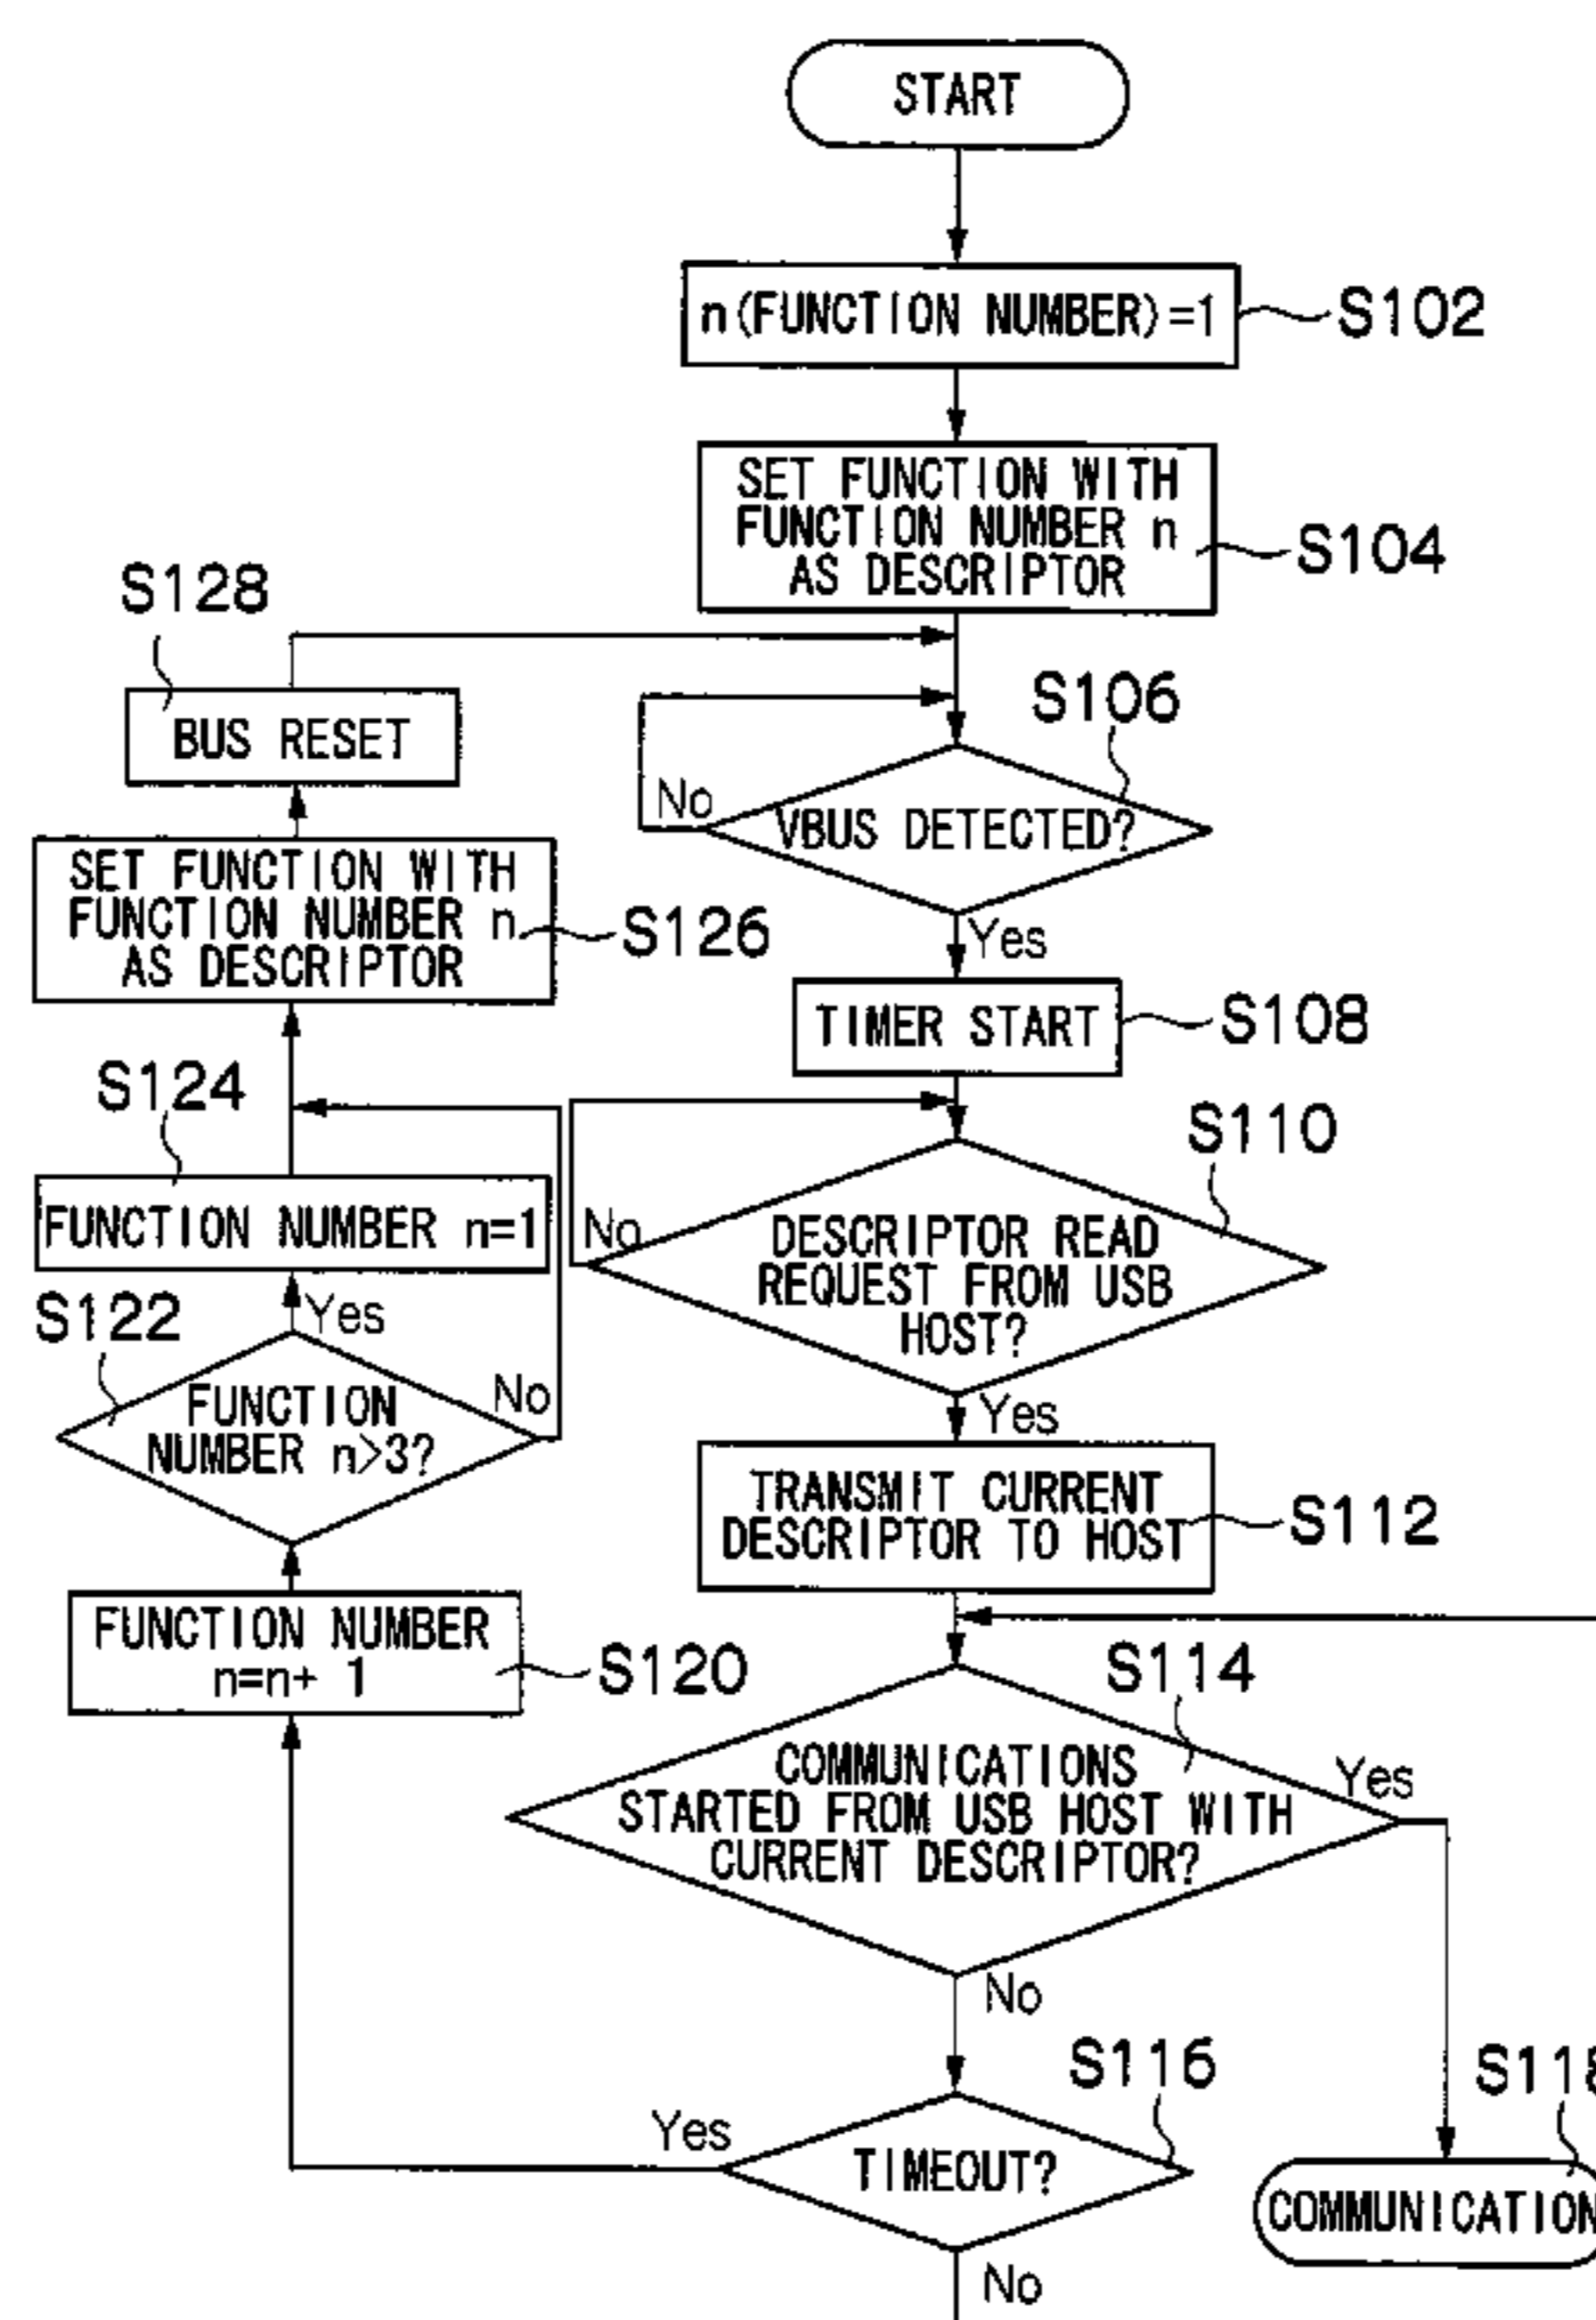 START
n(FUNCTION NUMBER)=1
S102
SET FUNCTION WITH
FUNCTION NUMBER n
AS DESCRIPTOR
S104
S128
BUS RESET
S106
No
VBUS DETECTED?
Yes
SET FUNCTION WITH
FUNCTION NUMBER n
AS DESCRIPTOR
S126
TIMER START
S108
S124
FUNCTION NUMBER n=1
S110
No
DESCRIPTOR READ
REQUEST FROM USB
HOST?
Yes
S122
Yes
No
FUNCTION
NUMBER n>3?
TRANSMIT CURRENT
DESCRIPTOR TO HOST
S112
FUNCTION NUMBER
n=n+ 1
S120
S114
COMMUNICATIONS
STARTED FROM USB HOST WITH
CURRENT DESCRIPTOR?
Yes
No
S116
Yes
TIMEOUT?
No
S118
COMMUNICATION